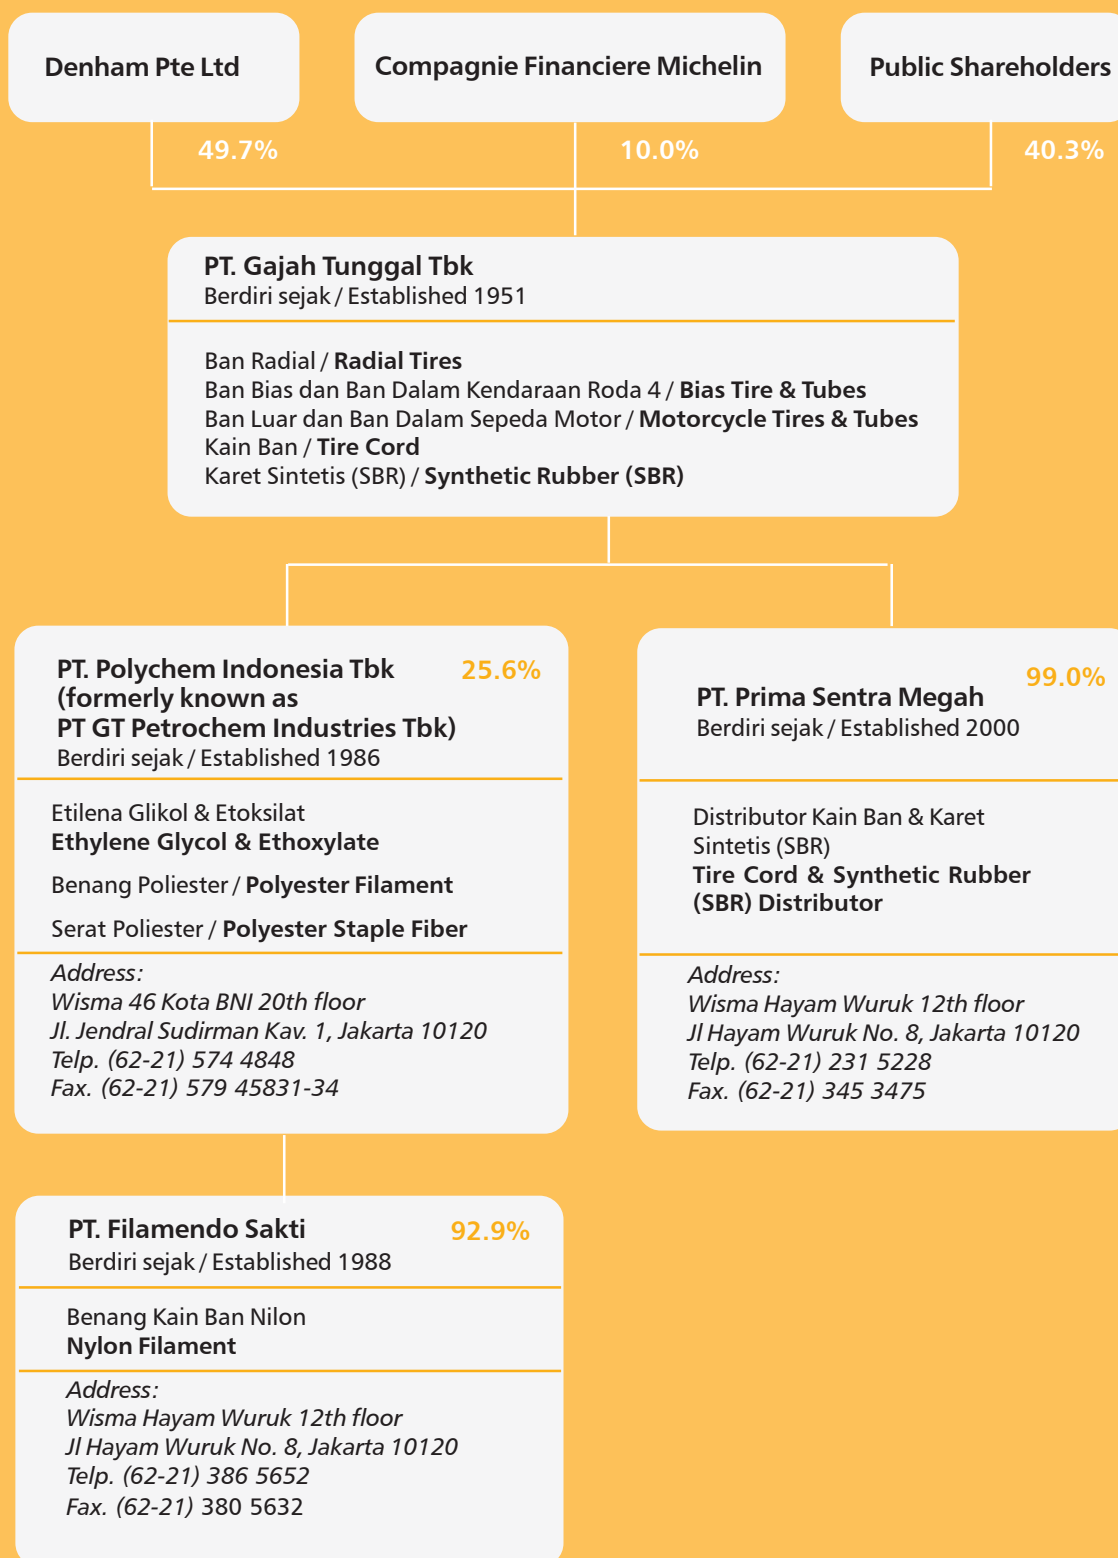 Denham Pte Ltd
Compagnie Financiere Michelin
Public Shareholders
49.7%
10.0%
40.3%
PT. Gajah Tunggal Tbk
Berdiri sejak / Established 1951
Ban Radial / Radial Tires
Ban Bias dan Ban Dalam Kendaraan Roda 4 / Bias Tire & Tubes
Ban Luar dan Ban Dalam Sepeda Motor / Motorcycle Tires & Tubes
Kain Ban / Tire Cord
Karet Sintetis (SBR) / Synthetic Rubber (SBR)
PT. Polychem Indonesia Tbk 25.6%
(formerly known as
PT GT Petrochem Industries Tbk)
Berdiri sejak / Established 1986
Etilena Glikol & Etoksilat
Ethylene Glycol & Ethoxylate
Benang Poliester / Polyester Filament
Serat Poliester / Polyester Staple Fiber
Address:
Wisma 46 Kota BNI 20th floor
Jl. Jendral Sudirman Kav. 1, Jakarta 10120
Telp. (62-21) 574 4848
Fax. (62-21) 579 45831-34
99.0%
PT. Prima Sentra Megah
Berdiri sejak / Established 2000
Distributor Kain Ban & Karet
Sintetis (SBR)
Tire Cord & Synthetic Rubber
(SBR) Distributor
Address:
Wisma Hayam Wuruk 12th floor
Jl Hayam Wuruk No. 8, Jakarta 10120
Telp. (62-21) 231 5228
Fax. (62-21) 345 3475
PT. Filamendo Sakti 92.9%
Berdiri sejak / Established 1988
Benang Kain Ban Nilon
Nylon Filament
Address:
Wisma Hayam Wuruk 12th floor
Jl Hayam Wuruk No. 8, Jakarta 10120
Telp. (62-21) 386 5652
Fax. (62-21) 380 5632